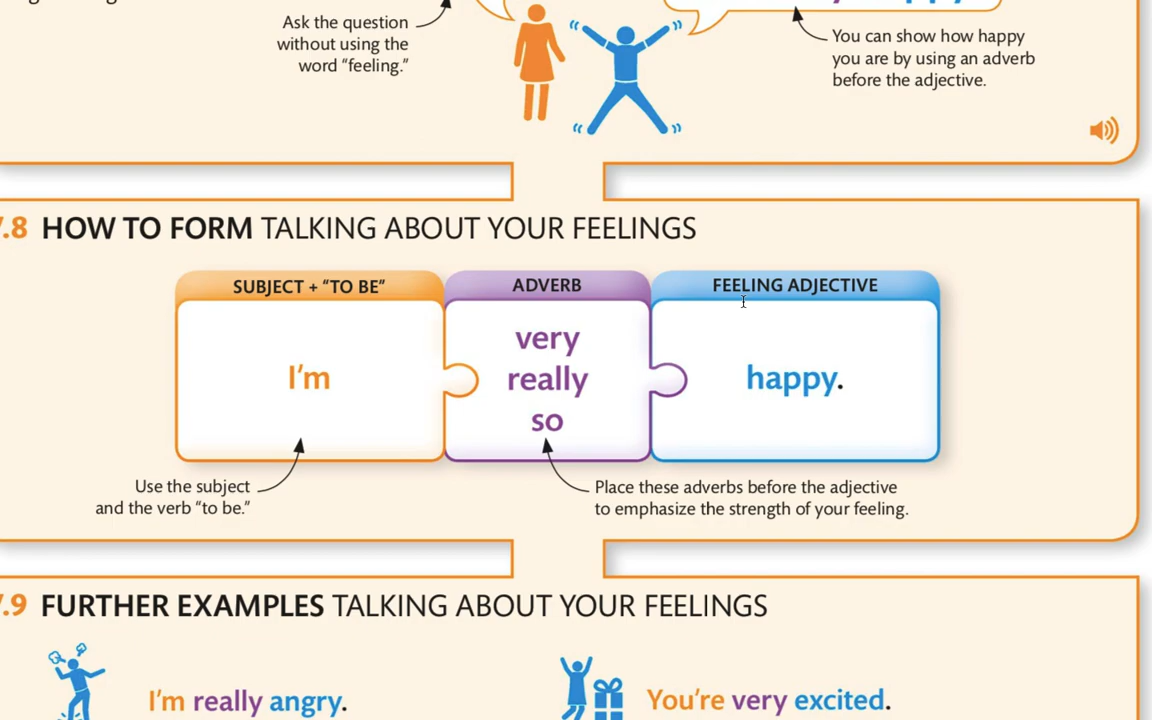 Ask the question
without using the
word “feeling.”
You can show how happy
you are by using an adverb
before the adjective.
.8 HOW TO FORM TALKING ABOUT YOUR FEELINGS
SUBJECT + “TO BE”
ADVERB
FEELING ADJECTIVE
I’m
very
really
so
happy.
Use the subject
and the verb “to be.”
Place these adverbs before the adjective
to emphasize the strength of your feeling.
.9 FURTHER EXAMPLES TALKING ABOUT YOUR FEELINGS
I’m really angry.
You’re very excited.